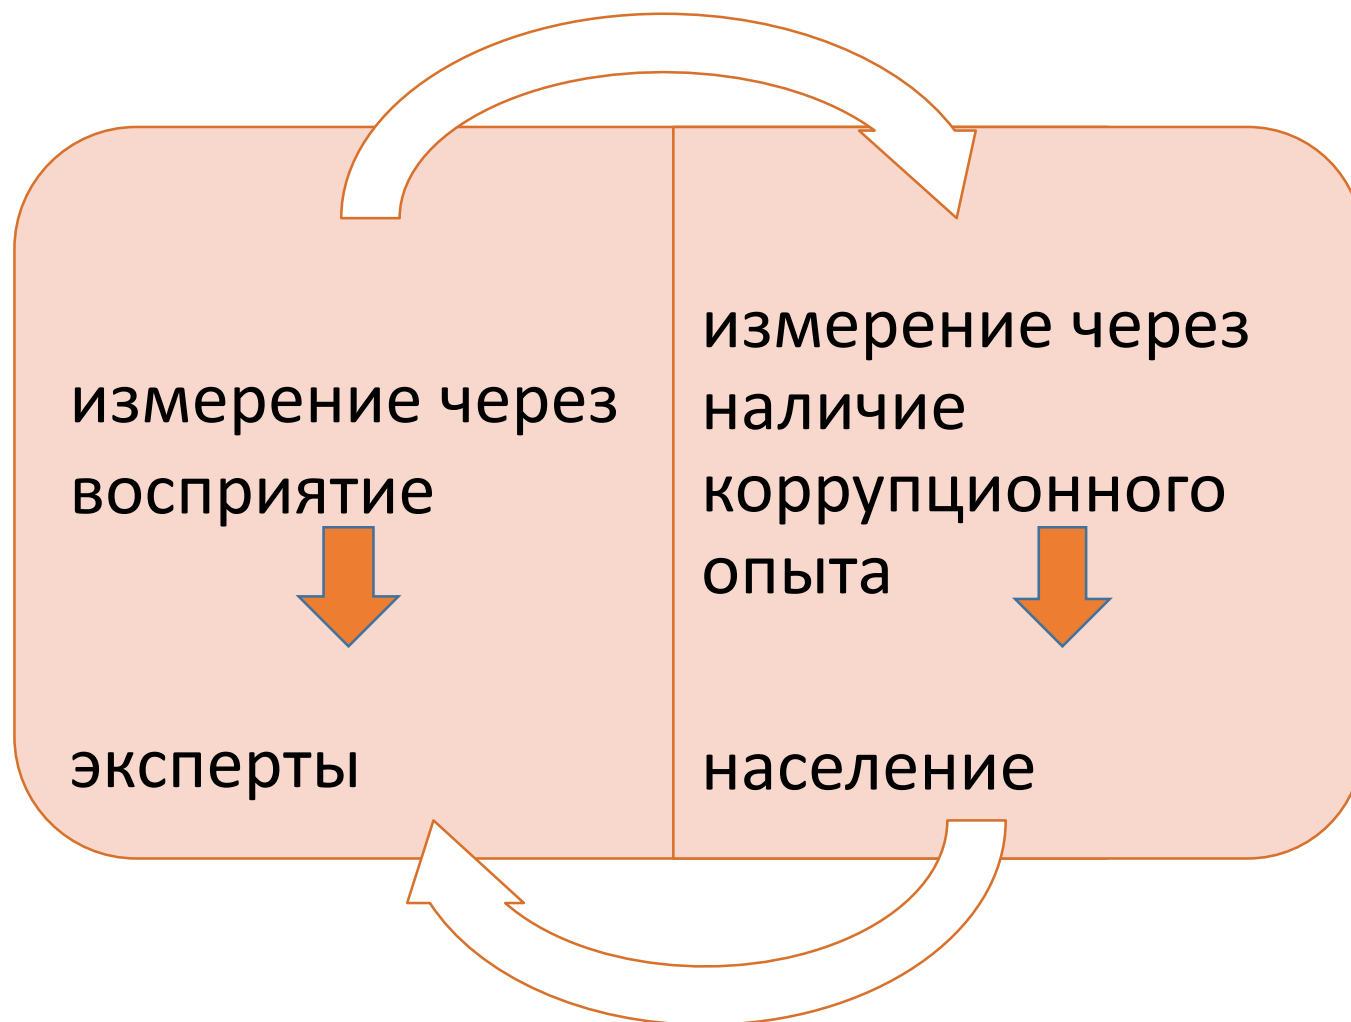 измерение через
восприятие
эксперты
измерение через
наличие
коррупционного
опыта
население